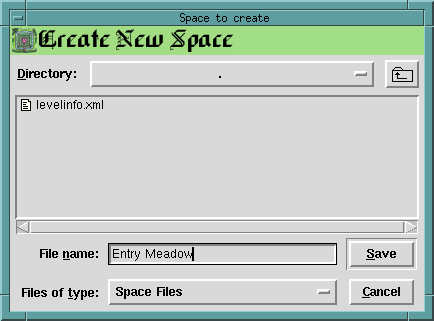 Space to create
Create New Space
Directory: .
levelinfo.xml
File name: Entry Meadow Save
Files of type: Space Files Cancel